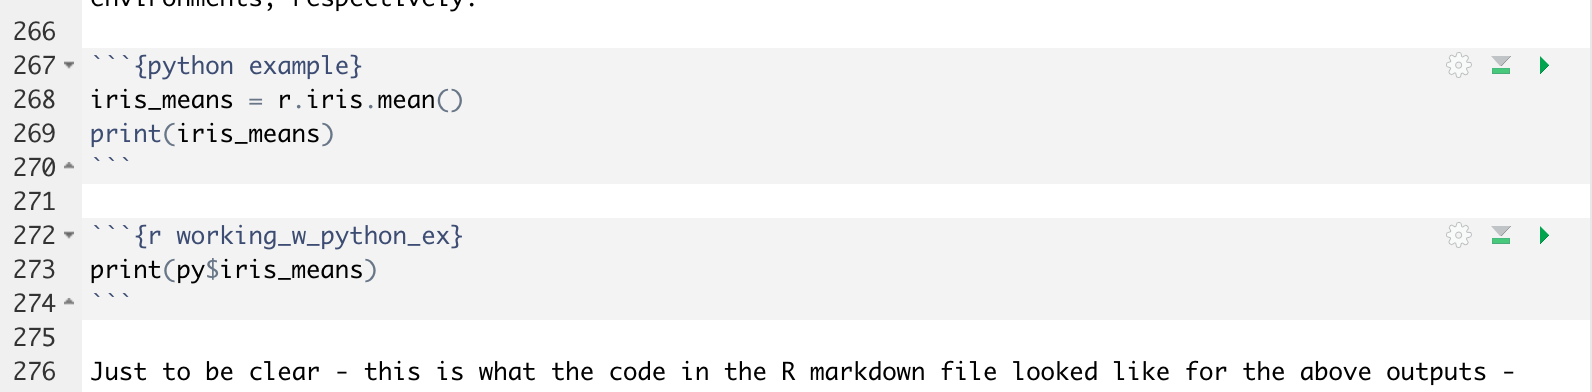 environments, respectively.
266
267 ```{python example}
268 iris_means = r.iris.mean()
269 print(iris_means)
270 ```
271
272 ```{r working_w_python_ex}
273 print(py$iris_means)
274 ```
275
276 Just to be clear - this is what the code in the R markdown file looked like for the above outputs -